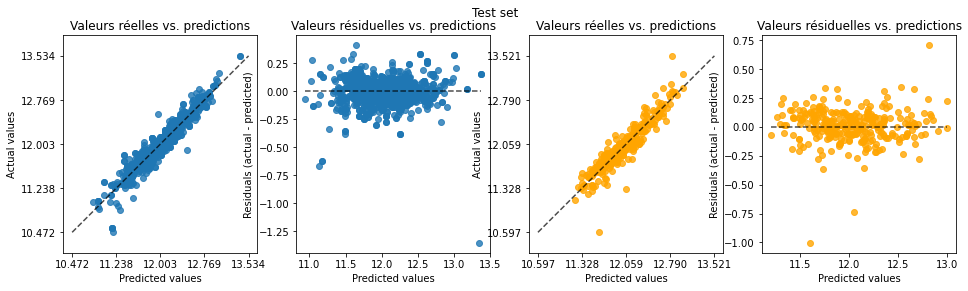 Test set
Valeurs réelles vs. predictions
Actual values
13.534
12.769
12.003
11.238
10.472
10.472 11.238 12.003 12.769 13.534
Predicted values
Valeurs résiduelles vs. predictions
Residuals (actual - predicted)
0.25
0.00
−0.25
−0.50
−0.75
−1.00
−1.25
11.0 11.5 12.0 12.5 13.0 13.5
Predicted values
Valeurs réelles vs. predictions
Actual values
13.521
12.790
12.059
11.328
10.597
10.597 11.328 12.059 12.790 13.521
Predicted values
Valeurs résiduelles vs. predictions
Residuals (actual - predicted)
0.75
0.50
0.25
0.00
−0.25
−0.50
−0.75
−1.00
11.5 12.0 12.5 13.0
Predicted values